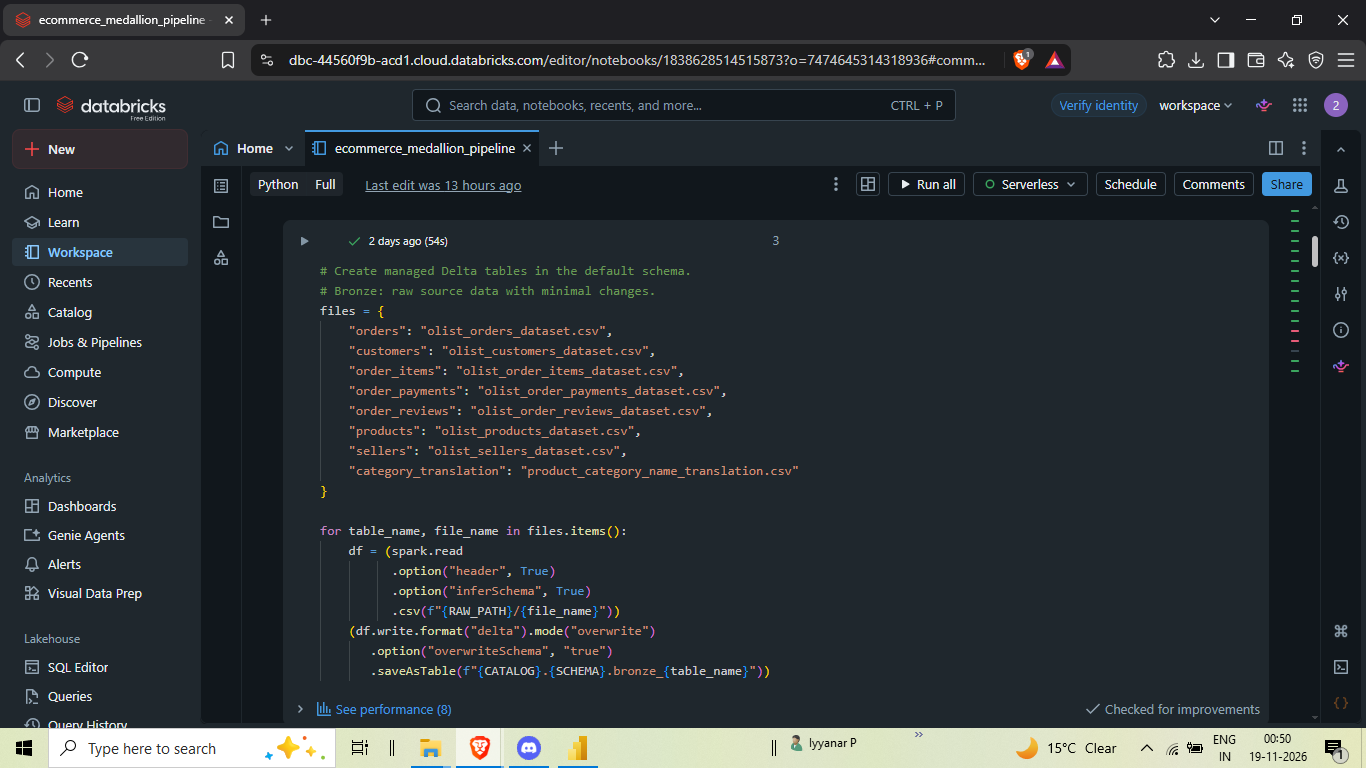 ecommerce_medallion_pipeline
dbc-44560f9b-acd1.cloud.databricks.com/editor/notebooks/1838628514515873?o=7474645314318936#comm...
1
databricks
Free Edition
Search data, notebooks, recents, and more...
CTRL + P
Verify identity
workspace
2
New
Home
Learn
Workspace
Recents
Catalog
Jobs & Pipelines
Compute
Discover
Marketplace
Analytics
Dashboards
Genie Agents
Alerts
Visual Data Prep
Lakehouse
SQL Editor
Queries
Query History
Home
ecommerce_medallion_pipeline
Python
Full
Last edit was 13 hours ago
Run all
Serverless
Schedule
Comments
Share
2 days ago (54s)
3
# Create managed Delta tables in the default schema.
# Bronze: raw source data with minimal changes.
files = {
    "orders": "olist_orders_dataset.csv",
    "customers": "olist_customers_dataset.csv",
    "order_items": "olist_order_items_dataset.csv",
    "order_payments": "olist_order_payments_dataset.csv",
    "order_reviews": "olist_order_reviews_dataset.csv",
    "products": "olist_products_dataset.csv",
    "sellers": "olist_sellers_dataset.csv",
    "category_translation": "product_category_name_translation.csv"
}
for table_name, file_name in files.items():
    df = (spark.read
          .option("header", True)
          .option("inferSchema", True)
          .csv(f"{RAW_PATH}/{file_name}"))
    (df.write.format("delta").mode("overwrite")
       .option("overwriteSchema", "true")
       .saveAsTable(f"{CATALOG}.{SCHEMA}.bronze_{table_name}"))
See performance (8)
Checked for improvements
Type here to search
Iyyanar P
15°C Clear
ENG
IN
00:50
19-11-2026
1